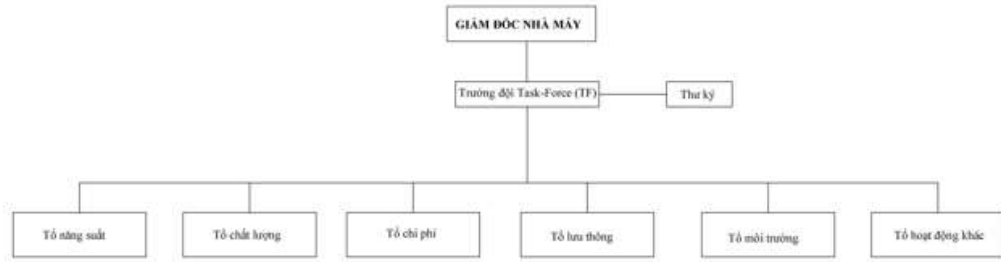 GIÁM ĐỐC NHÀ MÁY
Trưởng đội Task-Force (TF)
Thư ký
Tổ năng suất
Tổ chất lượng
Tổ chi phí
Tổ lưu thông
Tổ môi trường
Tổ hoạt động khác